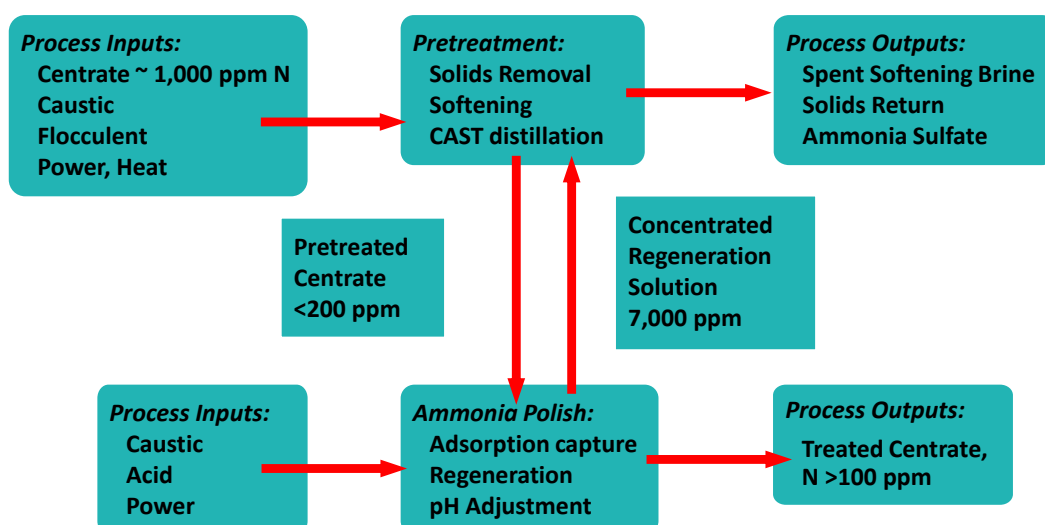 Process Inputs:
Centrate ~ 1,000 ppm N
Caustic
Flocculent
Power, Heat
Pretreatment:
Solids Removal
Softening
CAST distillation
Process Outputs:
Spent Softening Brine
Solids Return
Ammonia Sulfate
Pretreated
Centrate
<200 ppm
Concentrated
Regeneration
Solution
7,000 ppm
Process Inputs:
Caustic
Acid
Power
Ammonia Polish:
Adsorption capture
Regeneration
pH Adjustment
Process Outputs:
Treated Centrate,
N >100 ppm